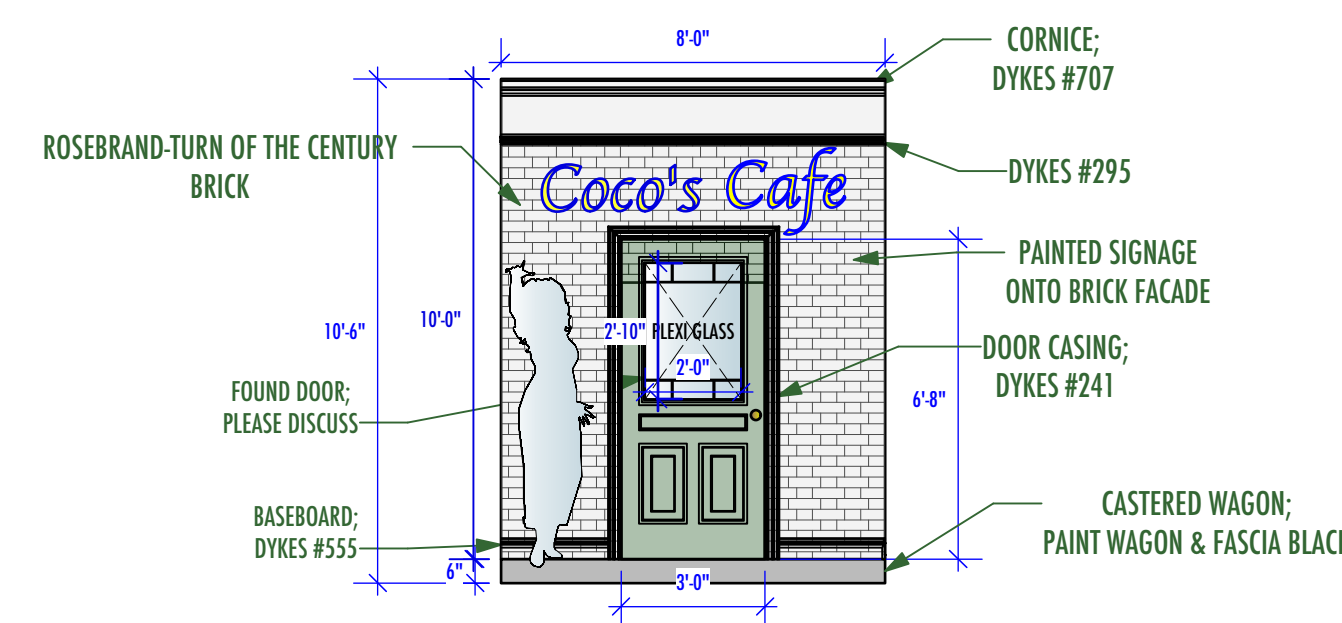 8'-0"
CORNICE;
DYKES #707
ROSEBRAND-TURN OF THE CENTURY
BRICK
DYKES #295
Coco's Cafe
PAINTED SIGNAGE
ONTO BRICK FACADE
10'-6"
10'-0"
2'-10"
PLEXI GLASS
2'-0"
DOOR CASING;
DYKES #241
FOUND DOOR;
PLEASE DISCUSS
6'-8"
BASEBOARD;
DYKES #555
CASTERED WAGON;
PAINT WAGON & FASCIA BLACK
6"
3'-0"